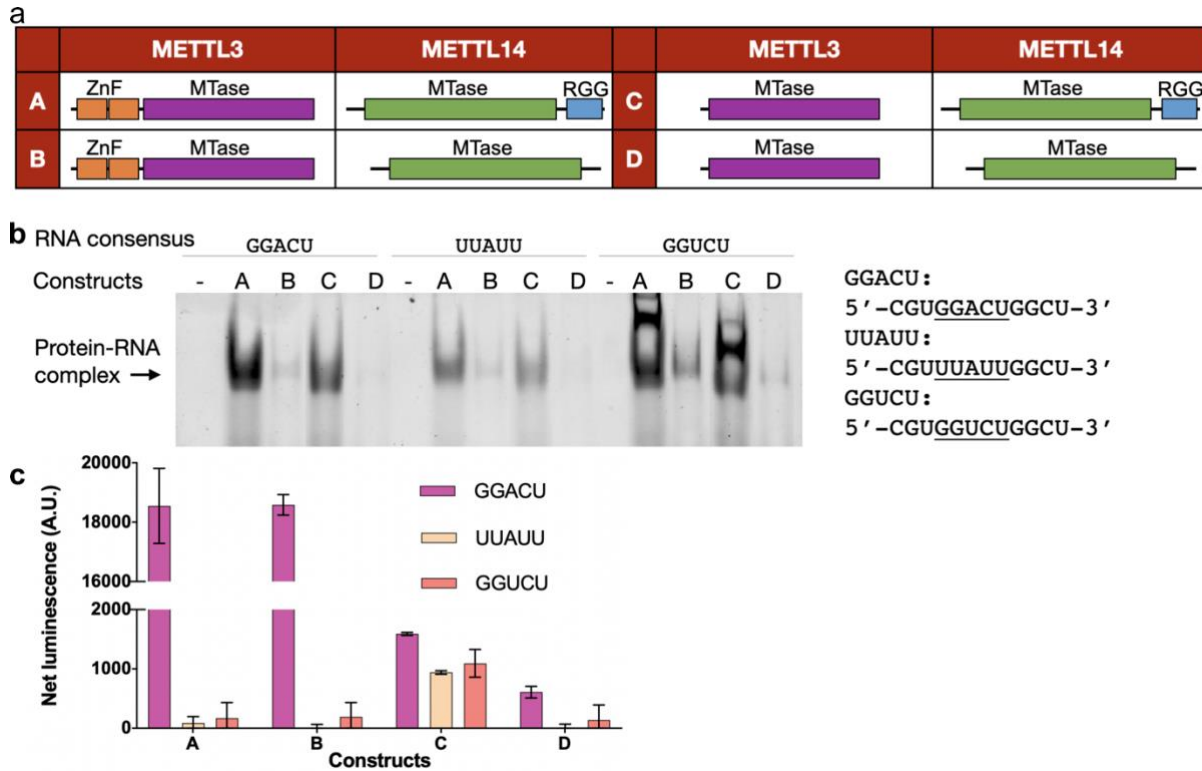 a
METTL3 METTL14 METTL3 METTL14
A ZnF MTase MTase RGG C MTase MTase RGG
B ZnF MTase MTase D MTase MTase
b RNA consensus GGACU UUAUU GGUCU
Constructs - A B C D - A B C D - A B C D
Protein-RNA
complex →
GGACU:
5′-CGUGGACUGGCU-3′
UUAUU:
5′-CGUUUAUUGGCU-3′
GGUCU:
5′-CGUGGUCUGGCU-3′
c
Net luminescence (A.U.)
20000
18000
16000
2000
1000
0
GGACU
UUAUU
GGUCU
A B C D
Constructs